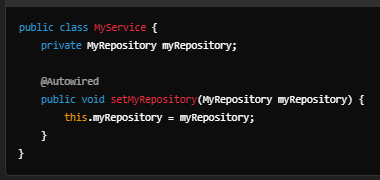 public class MyService {
    private MyRepository myRepository;

    @Autowired
    public void setMyRepository(MyRepository myRepository) {
        this.myRepository = myRepository;
    }
}